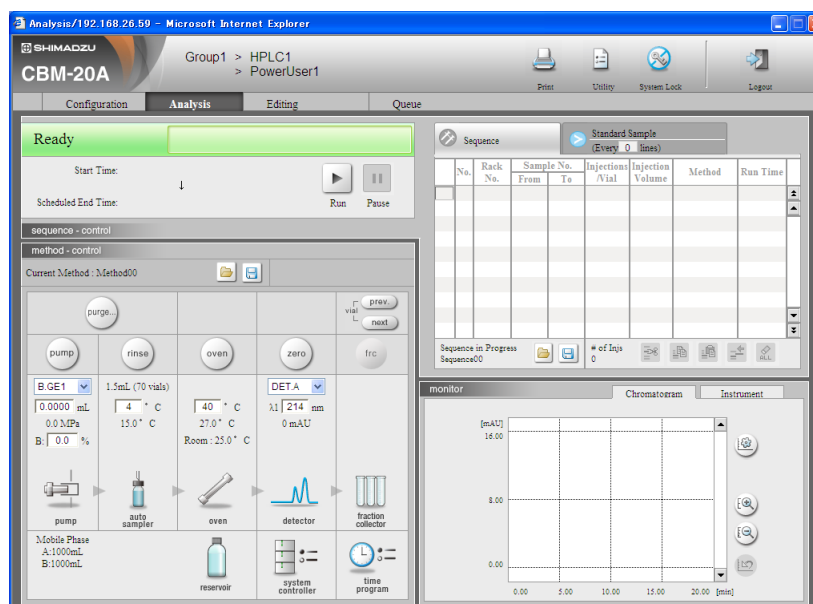 Analysis/192.168.26.59 - Microsoft Internet Explorer
SHIMADZU
CBM-20A
Group1 > HPLC1
> PowerUser1
Print
Utility
System Lock
Logout
Configuration
Analysis
Editing
Queue
Ready
Start Time:
↓
Scheduled End Time:
Run
Pause
sequence - control
method - control
Current Method : Method00
purge...
vial
prev.
next
pump
rinse
oven
zero
frc
B.GE1
1.5mL (70 vials)
DET.A
0.0000 mL
4 ° C
40 ° C
λ1 214 nm
0.0 MPa
15.0° C
27.0° C
0 mAU
B: 0.0 %
Room : 25.0° C
pump
auto sampler
oven
detector
fraction collector
Mobile Phase
A:1000mL
B:1000mL
reservoir
system controller
time program
Sequence
Standard Sample
(Every 0 lines)
No.
Rack No.
Sample No.
From
To
Injections /Vial
Injection Volume
Method
Run Time
Sequence in Progress
Sequence00
# of Injs
0
ALL
monitor
Chromatogram
Instrument
[mAU]
16.00
8.00
0.00
0.00 5.00 10.00 15.00 20.00 [min]